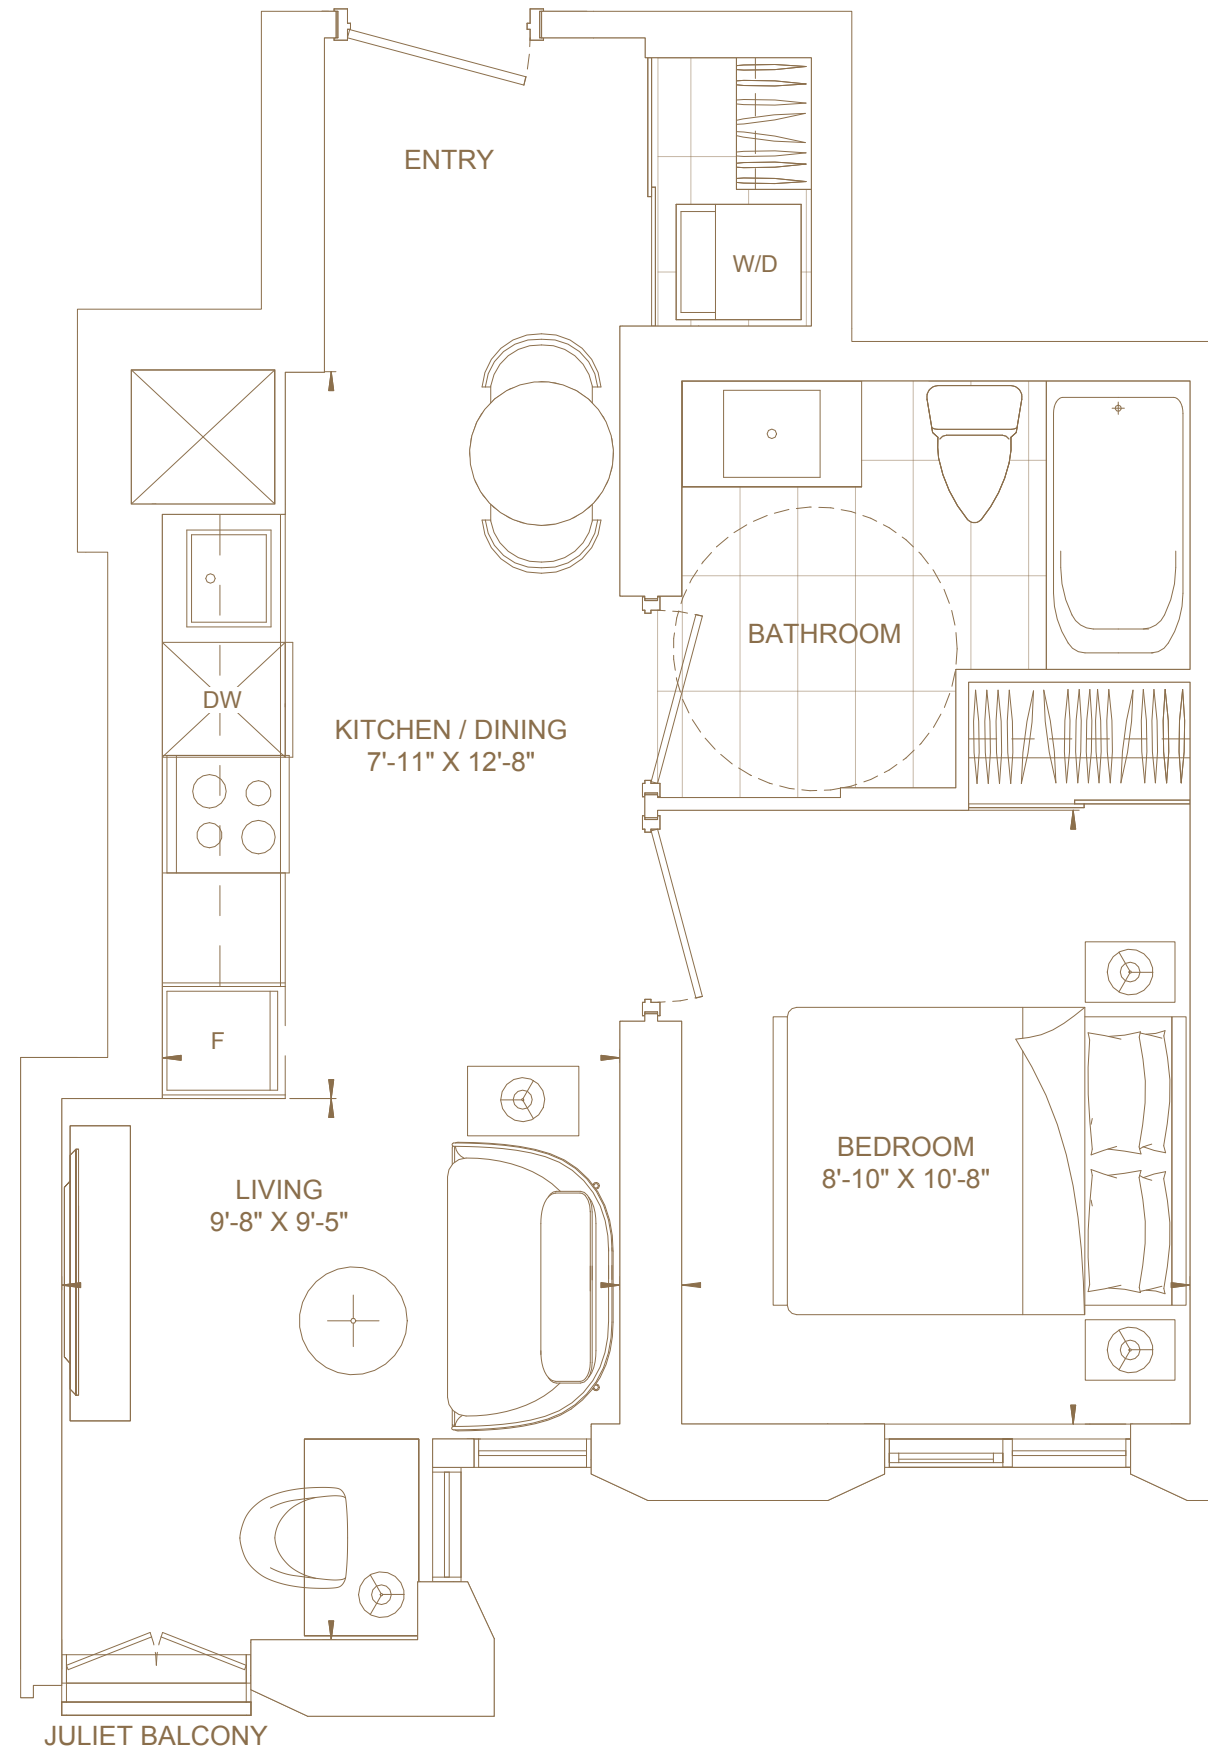 ENTRY
W/D
BATHROOM
DW
KITCHEN / DINING
7'-11" X 12'-8"
F
BEDROOM
8'-10" X 10'-8"
LIVING
9'-8" X 9'-5"
JULIET BALCONY